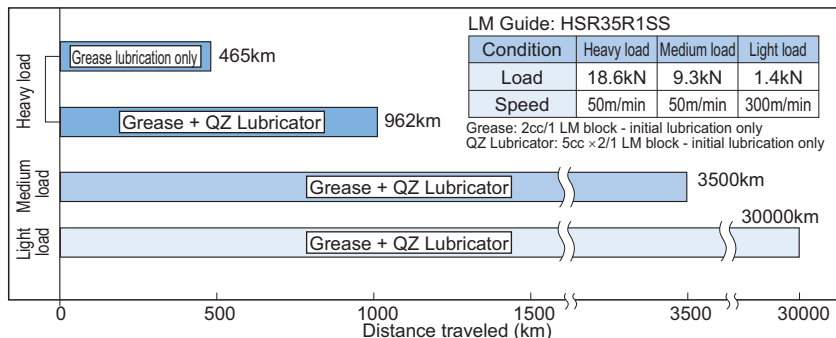 LM Guide: HSR35R1SS
Condition Heavy load Medium load Light load
Load 18.6kN 9.3kN 1.4kN
Speed 50m/min 50m/min 300m/min
Grease: 2cc/1 LM block - initial lubrication only
QZ Lubricator: 5cc ×2/1 LM block - initial lubrication only
Heavy load
Grease lubrication only 465km
Grease + QZ Lubricator 962km
Medium
load
Grease + QZ Lubricator 3500km
Light
load
Grease + QZ Lubricator 30000km
0 500 1000 1500 3500 30000
Distance traveled (km)